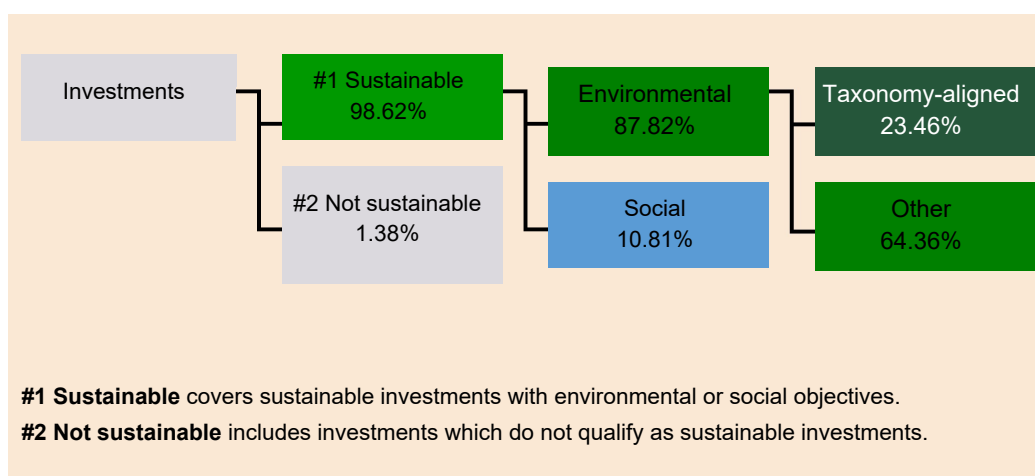 Investments
#1 Sustainable
98.62%
#2 Not sustainable
1.38%
Environmental
87.82%
Social
10.81%
Taxonomy-aligned
23.46%
Other
64.36%
#1 Sustainable covers sustainable investments with environmental or social objectives.
#2 Not sustainable includes investments which do not qualify as sustainable investments.